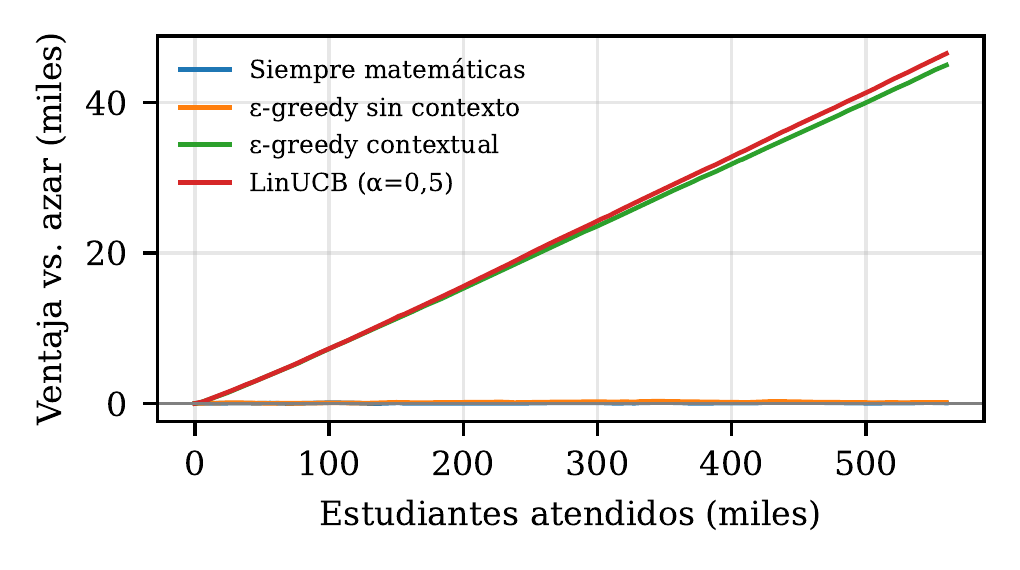 Ventaja vs. azar (miles)
40
20
0
Siempre matemáticas
ε-greedy sin contexto
ε-greedy contextual
LinUCB (α=0,5)
0 100 200 300 400 500
Estudiantes atendidos (miles)